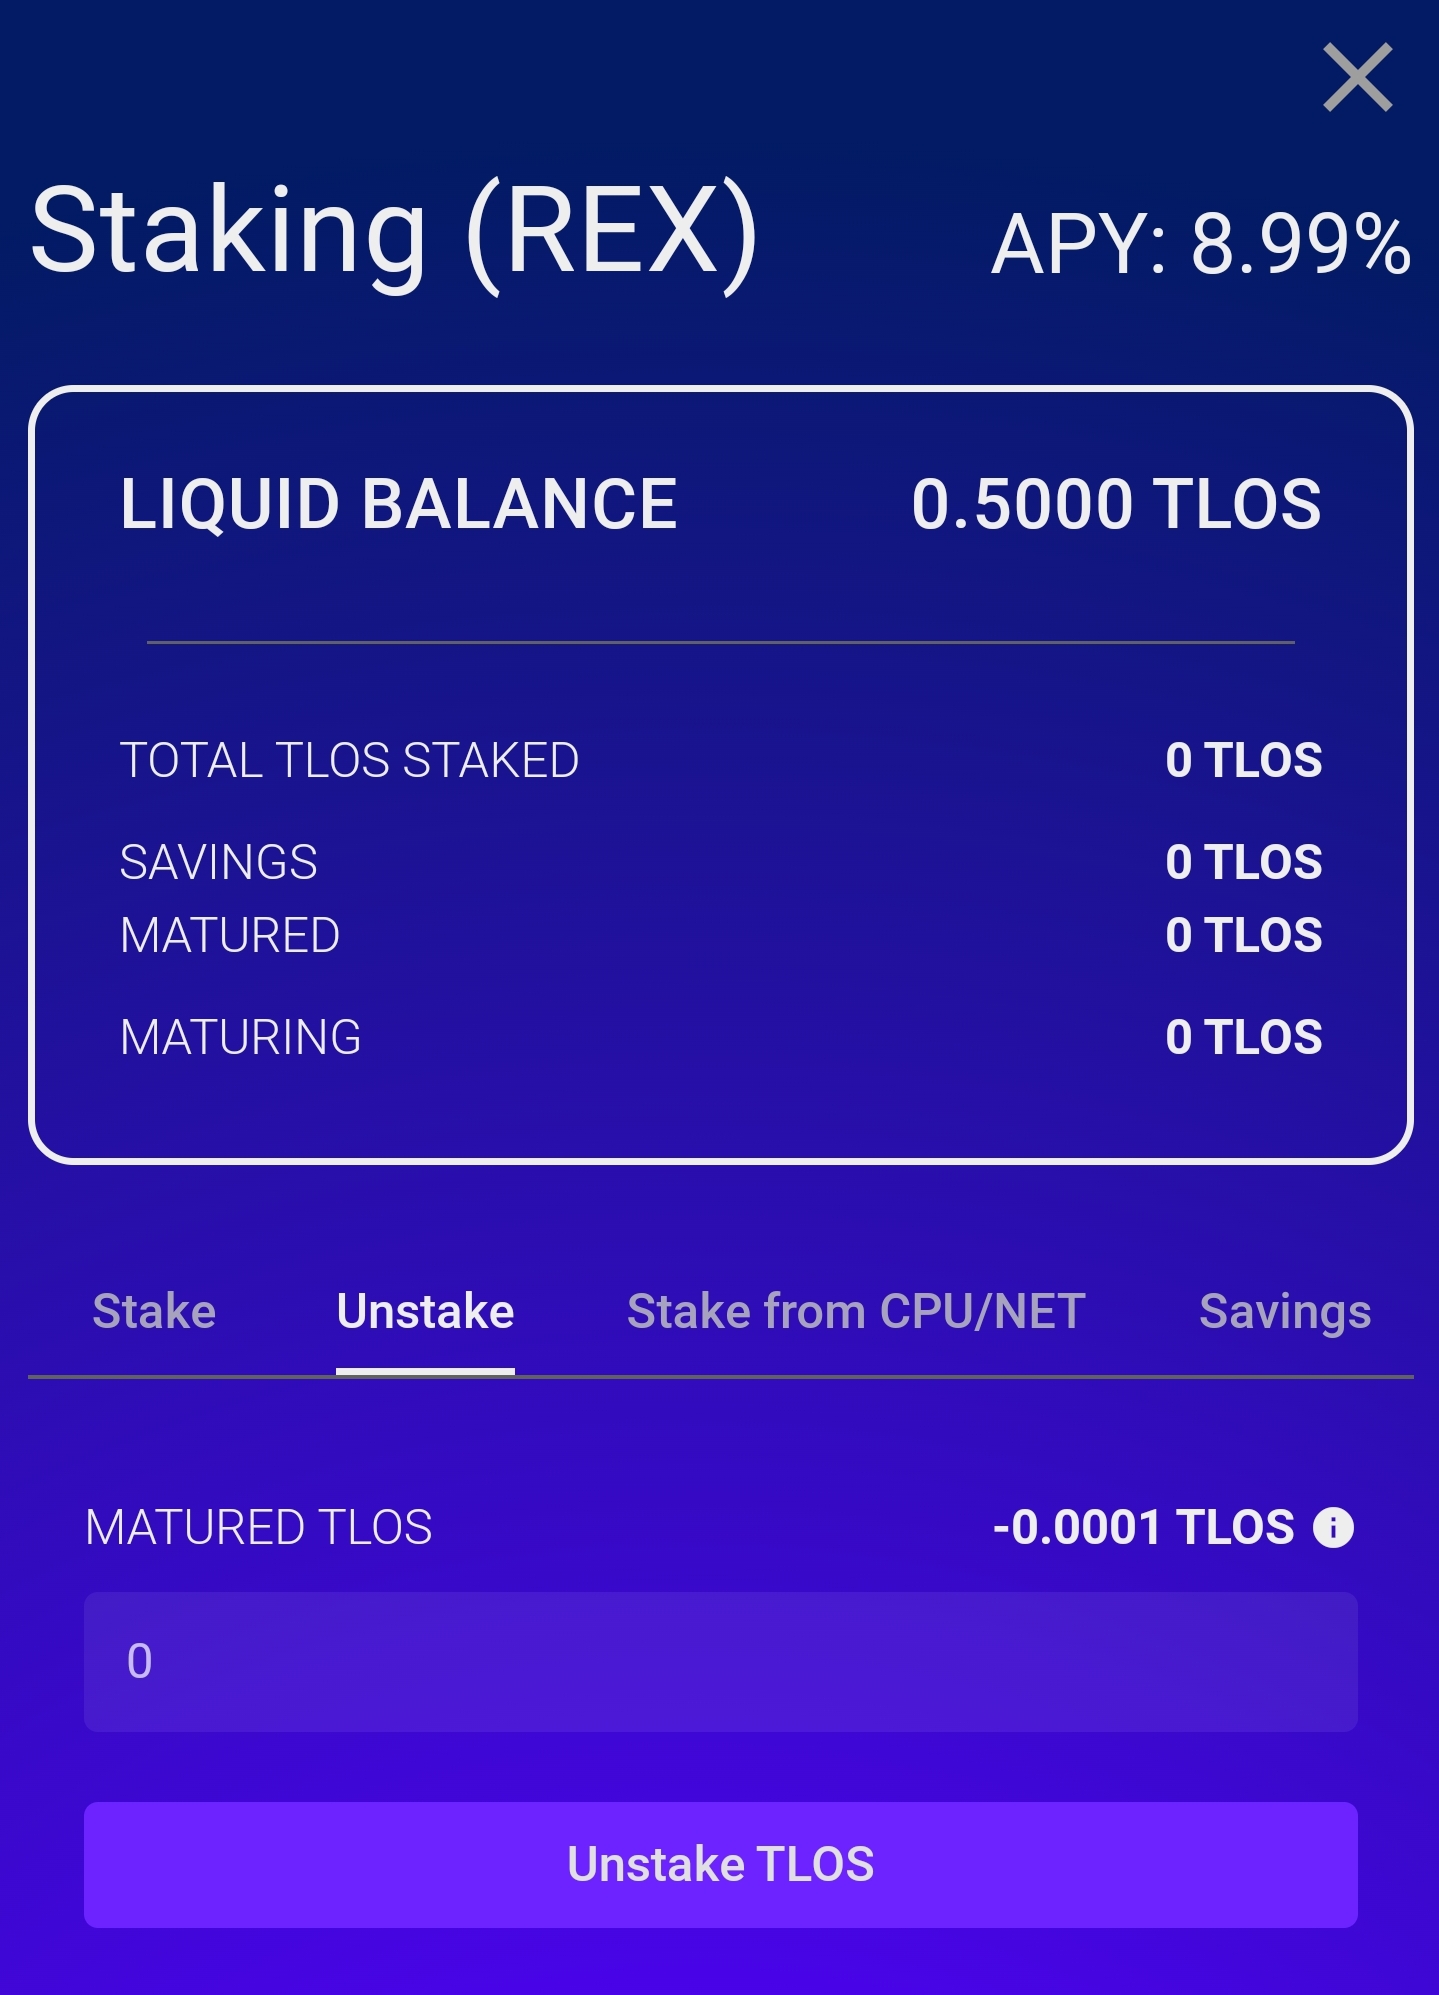 Staking (REX) APY: 8.99%
LIQUID BALANCE 0.5000 TLOS
TOTAL TLOS STAKED 0 TLOS
SAVINGS 0 TLOS
MATURED 0 TLOS
MATURING 0 TLOS
Stake Unstake Stake from CPU/NET Savings
MATURED TLOS -0.0001 TLOS
0
Unstake TLOS